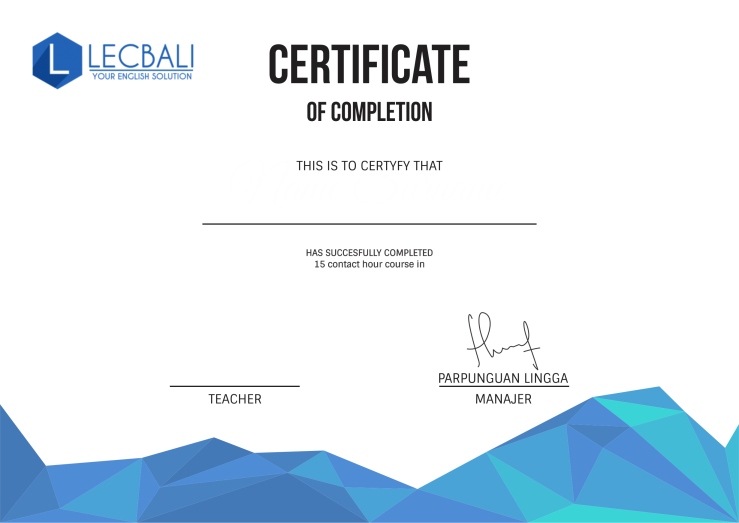 L LECBALI
YOUR ENGLISH SOLUTION
CERTIFICATE
OF COMPLETION
THIS IS TO CERTYFY THAT
HAS SUCCESFULLY COMPLETED
15 contact hour course in
PARPUNGUAN LINGGA
TEACHER
MANAJER